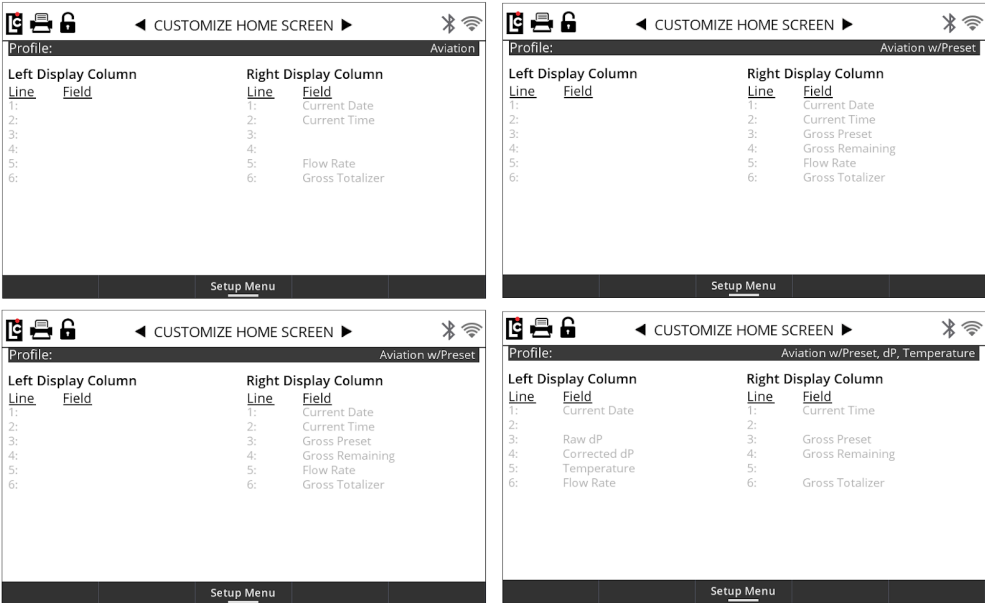 LC ◀ CUSTOMIZE HOME SCREEN ▶
Profile: Aviation
Left Display Column Right Display Column
Line Field Line Field
1: 1: Current Date
2: 2: Current Time
3: 3:
4: 4:
5: 5: Flow Rate
6: 6: Gross Totalizer
Setup Menu
LC ◀ CUSTOMIZE HOME SCREEN ▶
Profile: Aviation w/Preset
Left Display Column Right Display Column
Line Field Line Field
1: 1: Current Date
2: 2: Current Time
3: 3: Gross Preset
4: 4: Gross Remaining
5: 5: Flow Rate
6: 6: Gross Totalizer
Setup Menu
LC ◀ CUSTOMIZE HOME SCREEN ▶
Profile: Aviation w/Preset
Left Display Column Right Display Column
Line Field Line Field
1: 1: Current Date
2: 2: Current Time
3: 3: Gross Preset
4: 4: Gross Remaining
5: 5: Flow Rate
6: 6: Gross Totalizer
Setup Menu
LC ◀ CUSTOMIZE HOME SCREEN ▶
Profile: Aviation w/Preset, dP, Temperature
Left Display Column Right Display Column
Line Field Line Field
1: Current Date 1: Current Time
2: 2:
3: Raw dP 3: Gross Preset
4: Corrected dP 4: Gross Remaining
5: Temperature 5:
6: Flow Rate 6: Gross Totalizer
Setup Menu